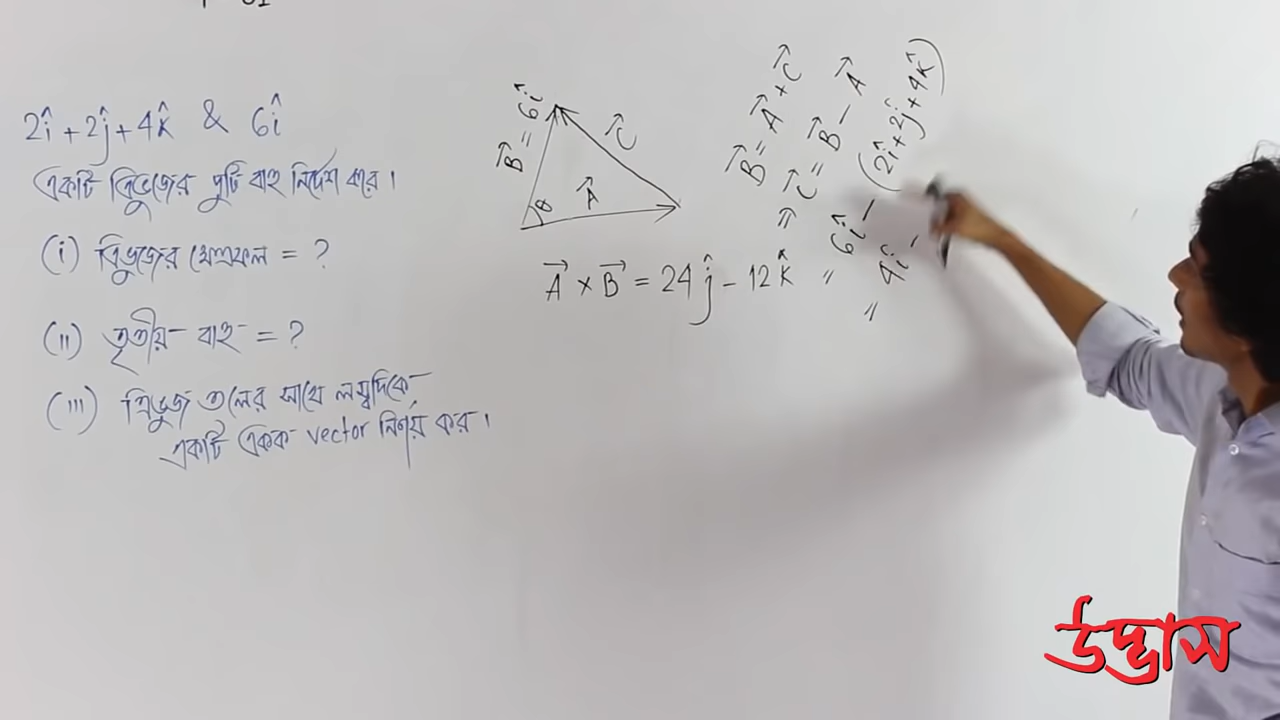 2î + 2ĵ + 4k̂ & 6î
একটি ত্রিভুজের দুটি বাহু নির্দেশ করে।
(i) ত্রিভুজের ক্ষেত্রফল = ?
(ii) তৃতীয় বাহু = ?
(iii) ত্রিভুজ তলের সাথে লম্বদিকে
একটি একক vector নির্ণয় কর।
B⃗ = 6î
C⃗
θ
A⃗
A⃗ × B⃗ = 24ĵ - 12k̂
B⃗ = A⃗ + C⃗
⇒ C⃗ = B⃗ - A⃗
= 6î - (2î + 2ĵ + 4k̂)
= 4î -
উদ্ভাস